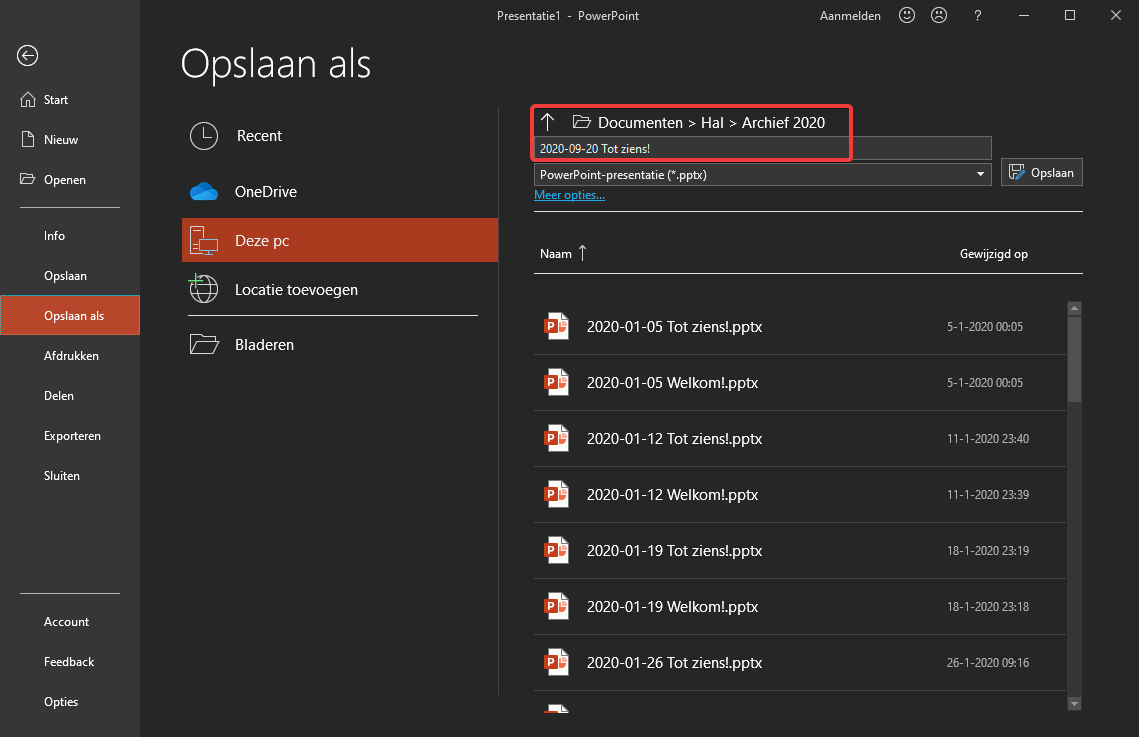 Presentatie1 - PowerPoint
Aanmelden
?
Start
Nieuw
Openen
Info
Opslaan
Opslaan als
Afdrukken
Delen
Exporteren
Sluiten
Account
Feedback
Opties
Opslaan als
Recent
OneDrive
Deze pc
Locatie toevoegen
Bladeren
Documenten > Hal > Archief 2020
2020-09-20 Tot ziens!
PowerPoint-presentatie (*.pptx)
Opslaan
Meer opties...
Naam ↑ Gewijzigd op
2020-01-05 Tot ziens!.pptx 5-1-2020 00:05
2020-01-05 Welkom!.pptx 5-1-2020 00:05
2020-01-12 Tot ziens!.pptx 11-1-2020 23:40
2020-01-12 Welkom!.pptx 11-1-2020 23:39
2020-01-19 Tot ziens!.pptx 18-1-2020 23:19
2020-01-19 Welkom!.pptx 18-1-2020 23:18
2020-01-26 Tot ziens!.pptx 26-1-2020 09:16